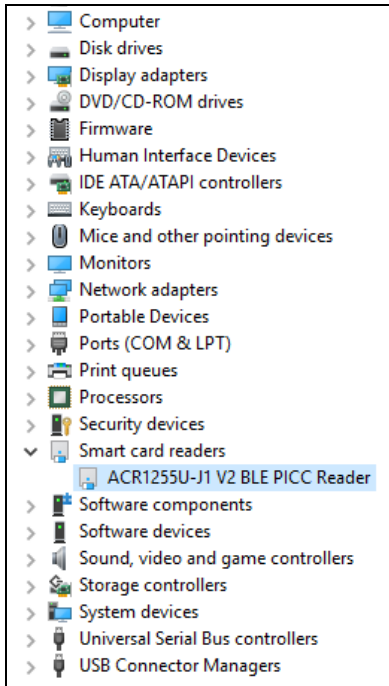 Computer
Disk drives
Display adapters
DVD/CD-ROM drives
Firmware
Human Interface Devices
IDE ATA/ATAPI controllers
Keyboards
Mice and other pointing devices
Monitors
Network adapters
Portable Devices
Ports (COM & LPT)
Print queues
Processors
Security devices
Smart card readers
ACR1255U-J1 V2 BLE PICC Reader
Software components
Software devices
Sound, video and game controllers
Storage controllers
System devices
Universal Serial Bus controllers
USB Connector Managers